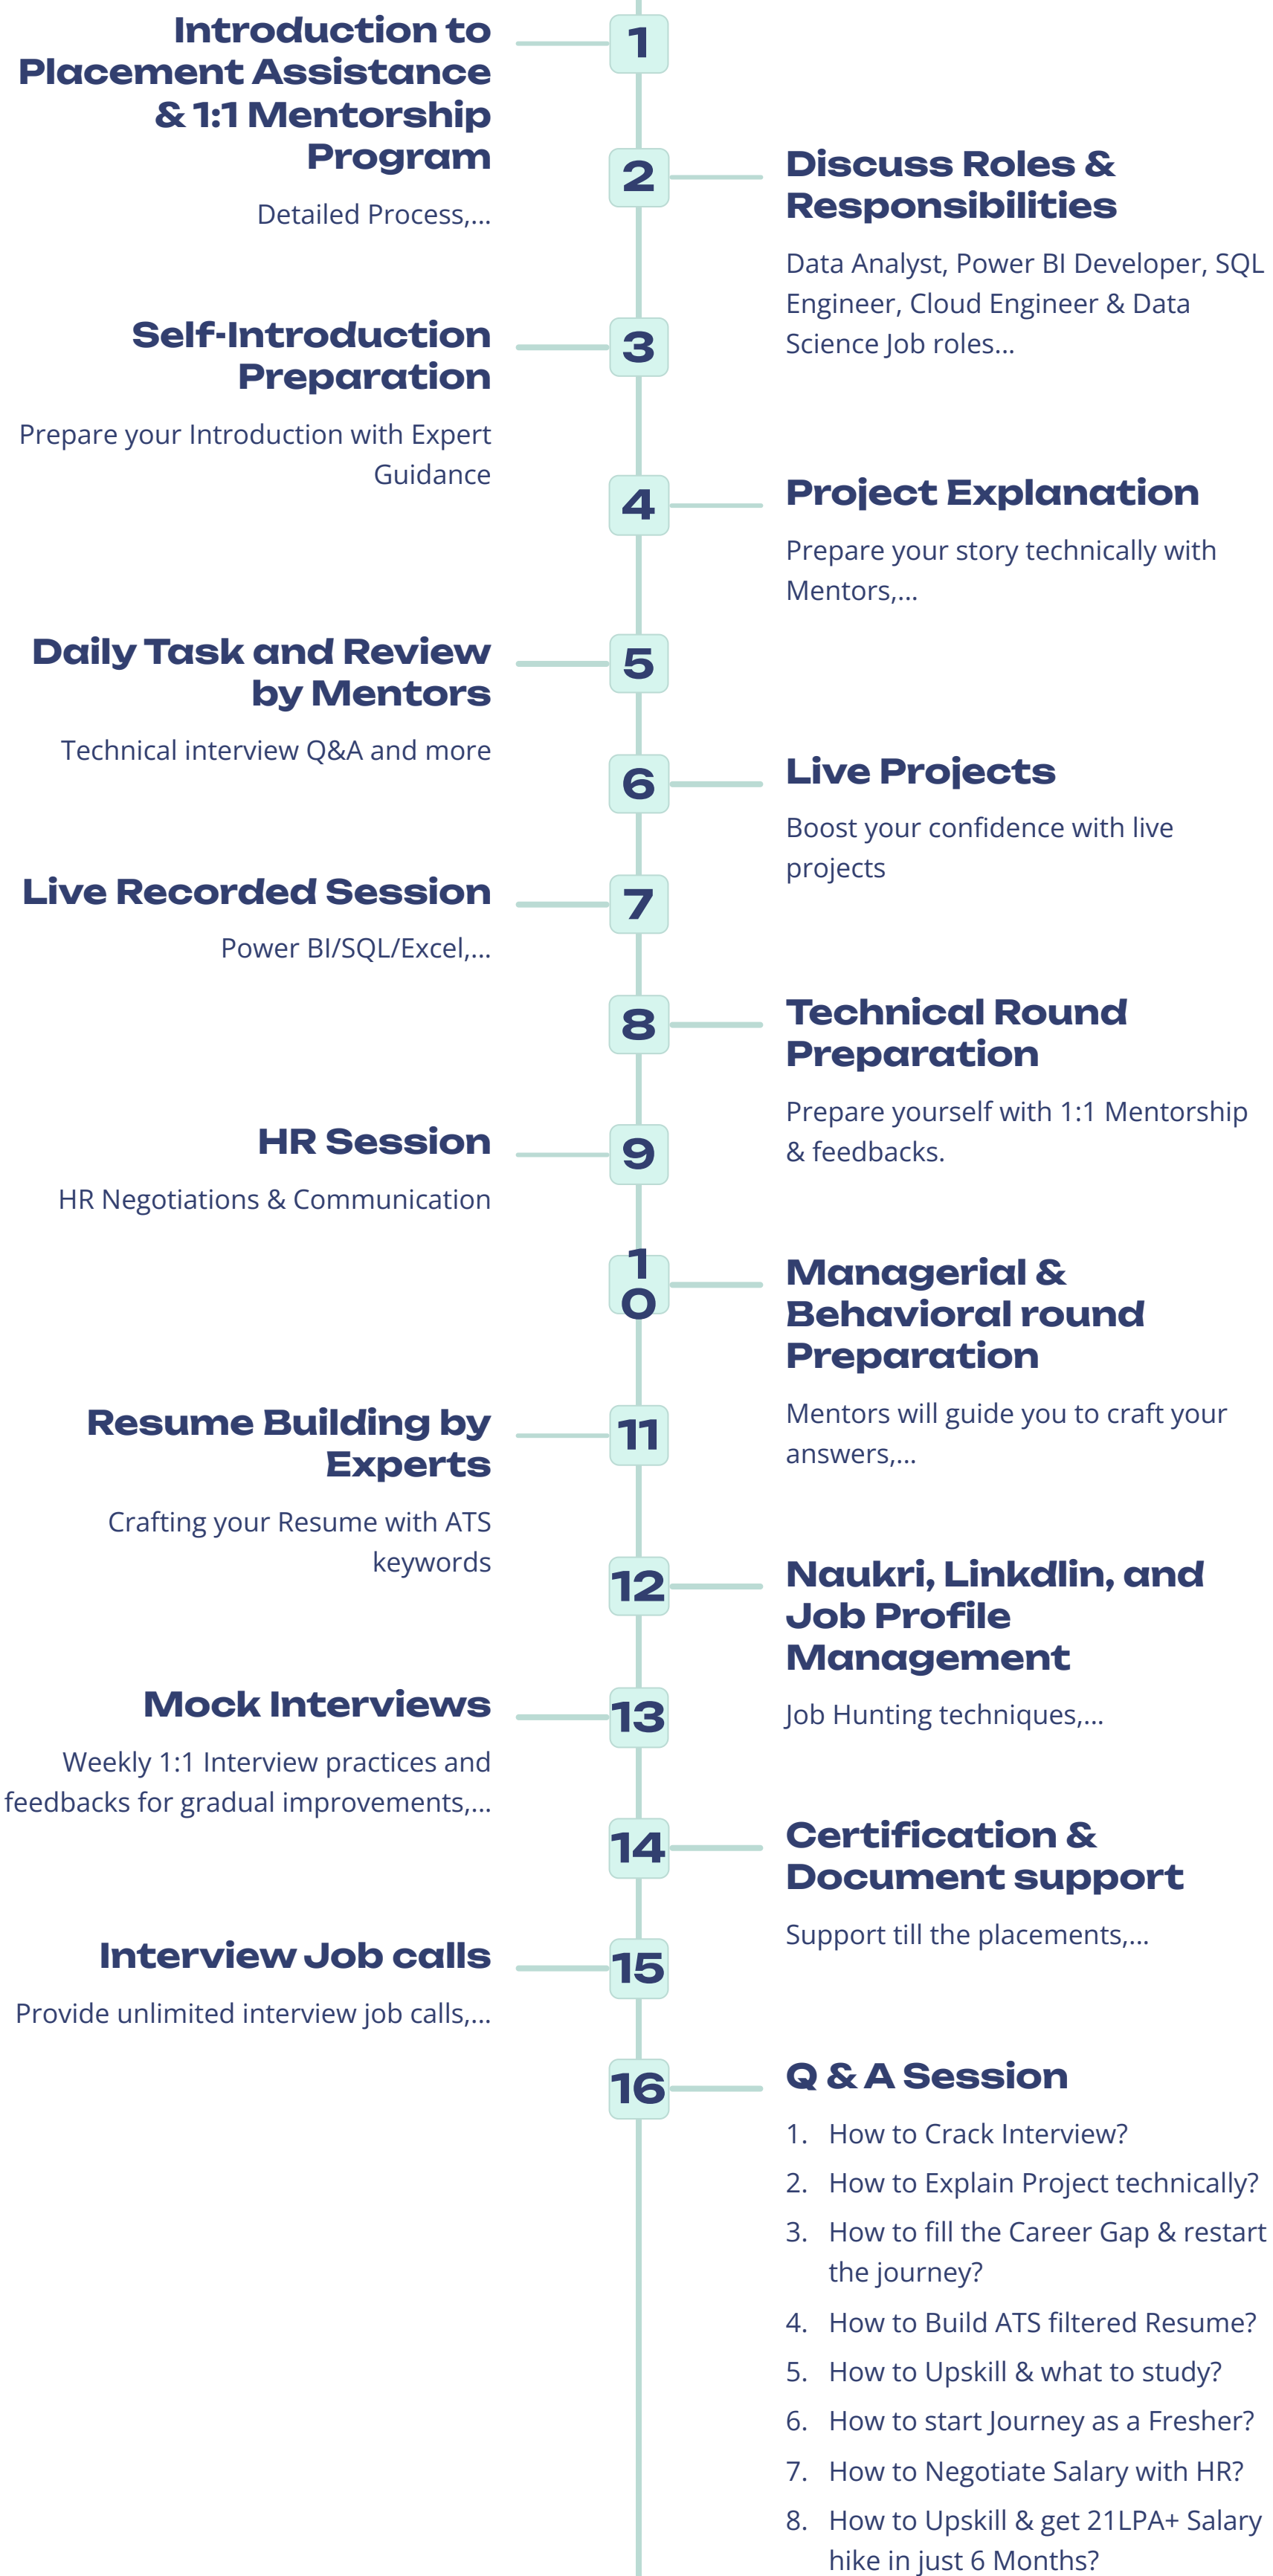 1
Introduction to
Placement Assistance
& 1:1 Mentorship
Program
Detailed Process,...
2
Discuss Roles &
Responsibilities
Data Analyst, Power BI Developer, SQL
Engineer, Cloud Engineer & Data
Science Job roles...
3
Self-Introduction
Preparation
Prepare your Introduction with Expert
Guidance
4
Project Explanation
Prepare your story technically with
Mentors,...
5
Daily Task and Review
by Mentors
Technical interview Q&A and more
6
Live Projects
Boost your confidence with live
projects
7
Live Recorded Session
Power BI/SQL/Excel,...
8
Technical Round
Preparation
Prepare yourself with 1:1 Mentorship
& feedbacks.
9
HR Session
HR Negotiations & Communication
1
0
Managerial &
Behavioral round
Preparation
Mentors will guide you to craft your
answers,...
11
Resume Building by
Experts
Crafting your Resume with ATS
keywords
12
Naukri, Linkdlin, and
Job Profile
Management
Job Hunting techniques,...
13
Mock Interviews
Weekly 1:1 Interview practices and
feedbacks for gradual improvements,...
14
Certification &
Document support
Support till the placements,...
15
Interview Job calls
Provide unlimited interview job calls,...
16
Q & A Session
1. How to Crack Interview?
2. How to Explain Project technically?
3. How to fill the Career Gap & restart
the journey?
4. How to Build ATS filtered Resume?
5. How to Upskill & what to study?
6. How to start Journey as a Fresher?
7. How to Negotiate Salary with HR?
8. How to Upskill & get 21LPA+ Salary
hike in just 6 Months?